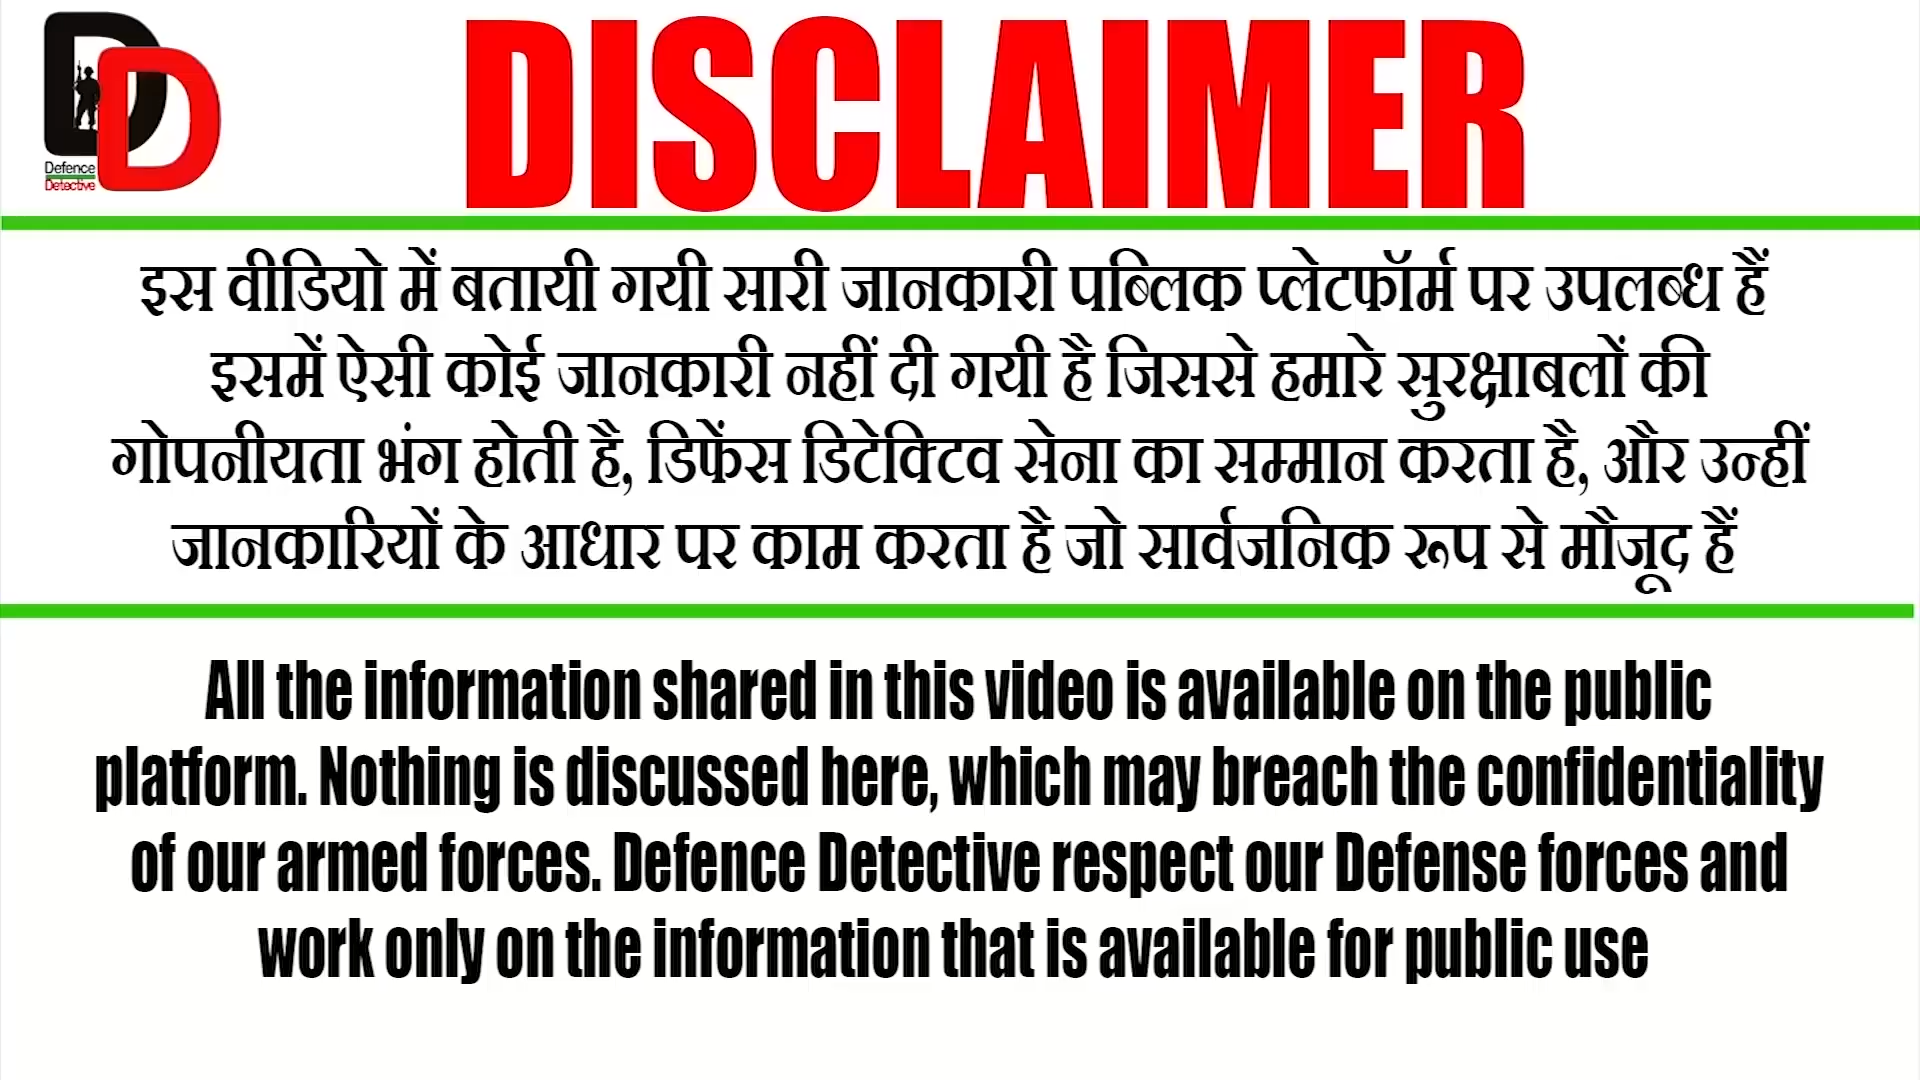 DISCLAIMER
DD
Defence
Detective
इस वीडियो में बतायी गयी सारी जानकारी पब्लिक प्लेटफॉर्म पर उपलब्ध हैं
इसमें ऐसी कोई जानकारी नहीं दी गयी है जिससे हमारे सुरक्षाबलों की
गोपनीयता भंग होती है, डिफेंस डिटेक्टिव सेना का सम्मान करता है, और उन्हीं
जानकारियों के आधार पर काम करता है जो सार्वजनिक रूप से मौजूद हैं
All the information shared in this video is available on the public
platform. Nothing is discussed here, which may breach the confidentiality
of our armed forces. Defence Detective respect our Defense forces and
work only on the information that is available for public use